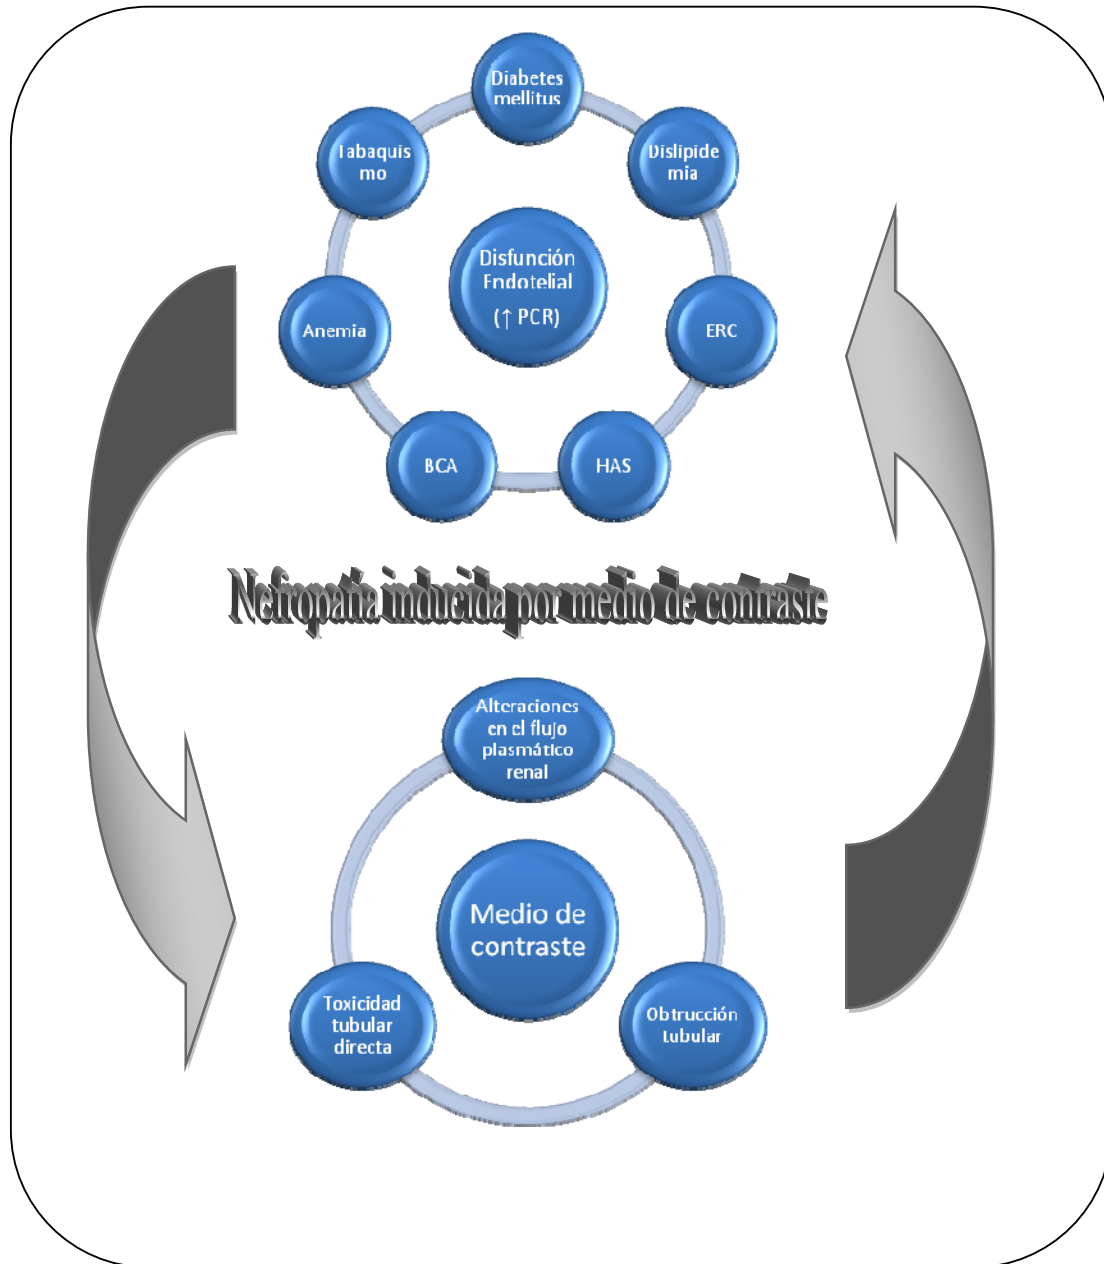 Diabetes
mellitus
Tabaquis
mo
Dislipide
mia
Disfunción
Endotelial
(↑ PCR)
Anemia
ERC
BCA
HAS
Nefropatía inducida por medio de contraste
Alteraciones
en el flujo
plasmático
renal
Medio de
contraste
Toxicidad
tubular
directa
Obtrucción
tubular